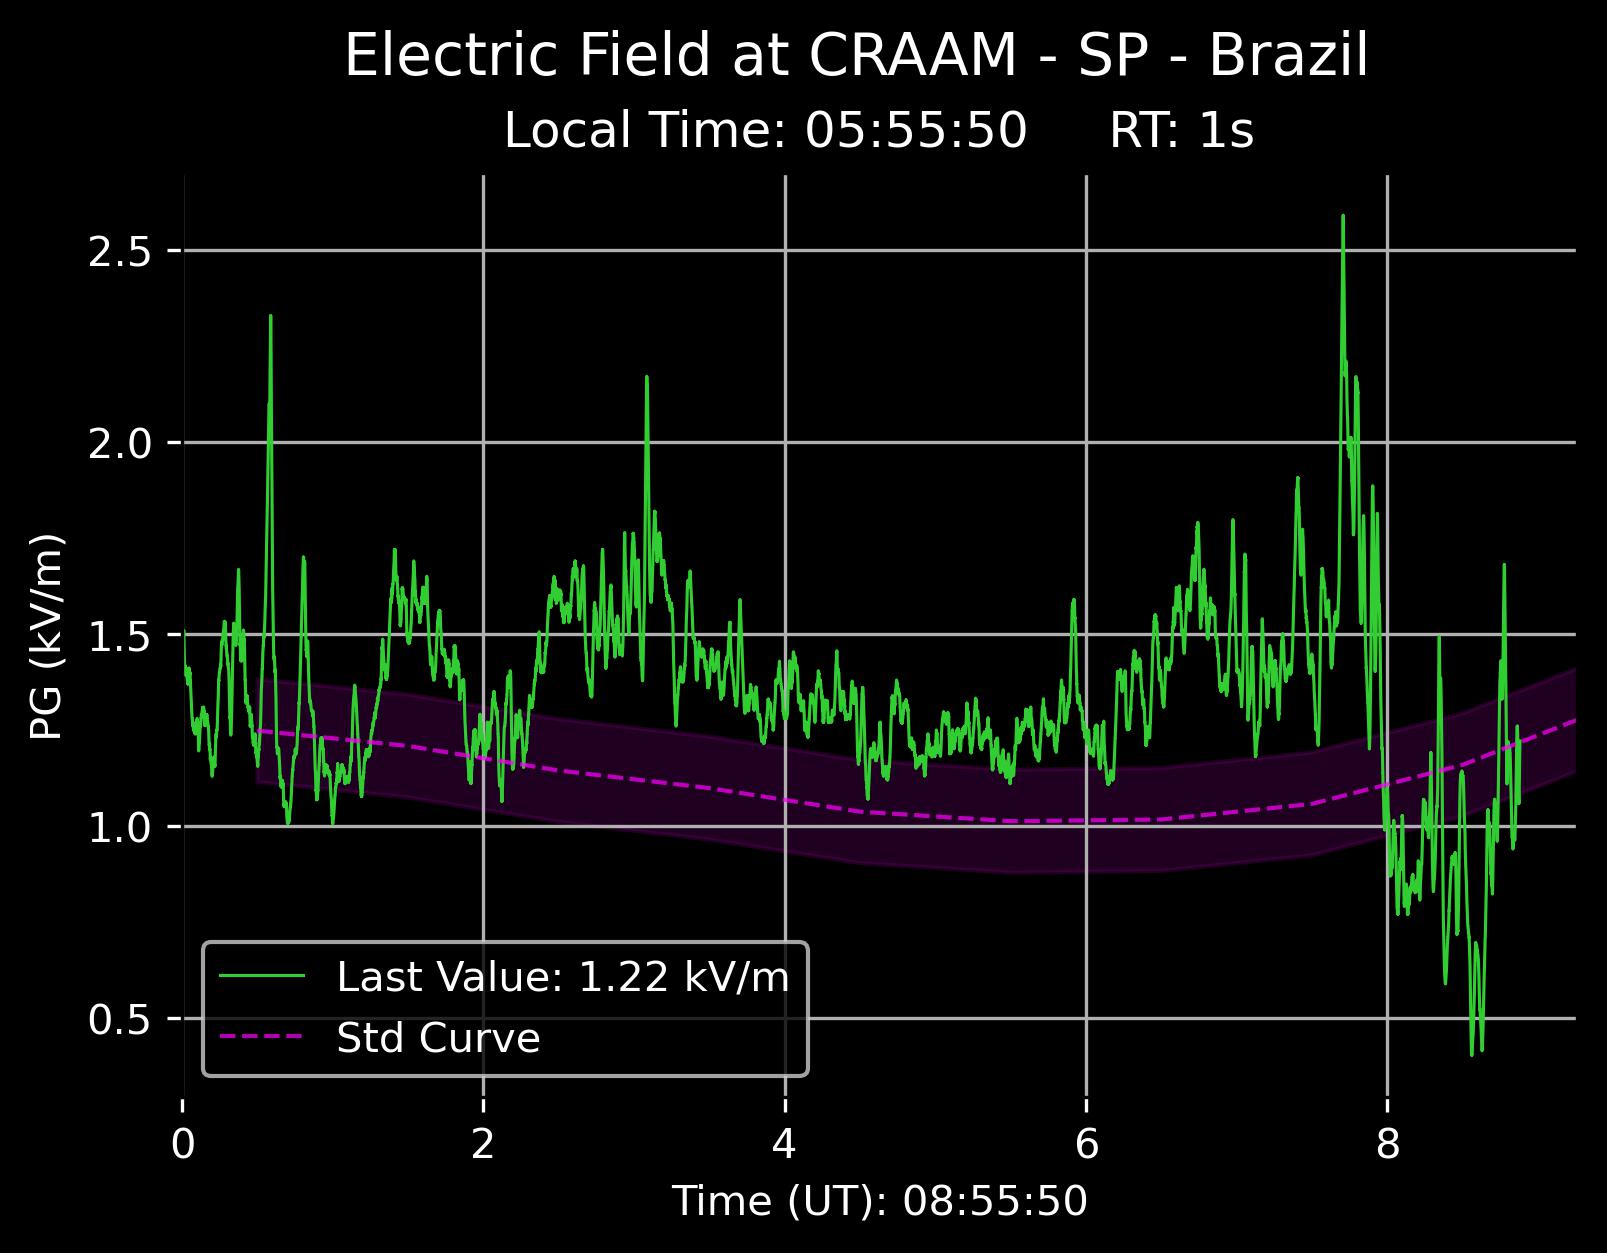 Electric Field at CRAAM - SP - Brazil
Local Time: 05:55:50 RT: 1s
PG (kV/m)
2.5
2.0
1.5
1.0
0.5
Last Value: 1.22 kV/m
Std Curve
0 2 4 6 8
Time (UT): 08:55:50